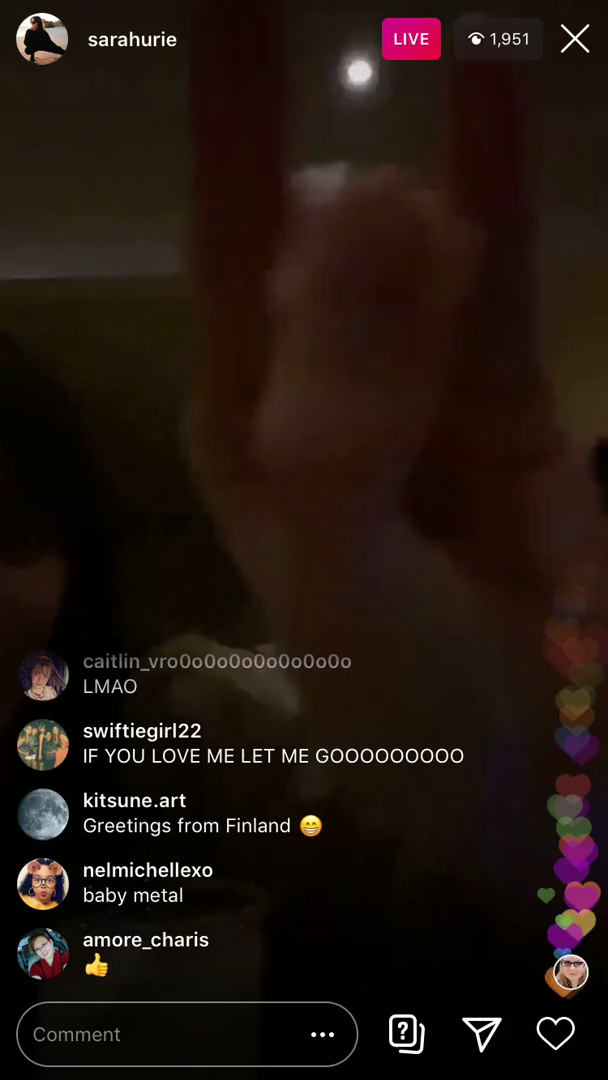 sarahurie
LIVE
1,951
caitlin_vro0o0o0o0o0o0o0o
LMAO
swiftiegirl22
IF YOU LOVE ME LET ME GOOOOOOOOO
kitsune.art
Greetings from Finland 😁
nelmichellexo
baby metal
amore_charis
👍
Comment